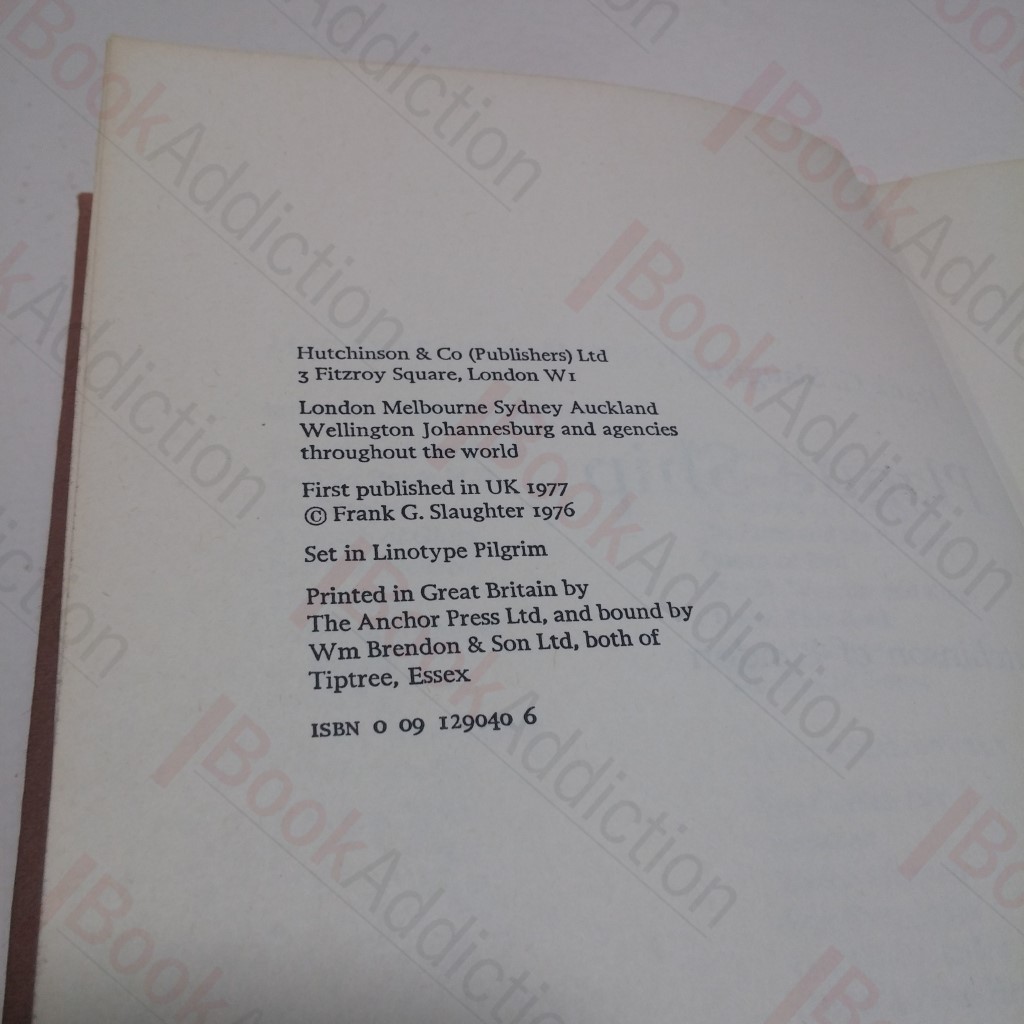 Hutchinson & Co (Publishers) Ltd
3 Fitzroy Square, London W1
London Melbourne Sydney Auckland
Wellington Johannesburg and agencies
throughout the world
First published in UK 1977
© Frank G. Slaughter 1976
Set in Linotype Pilgrim
Printed in Great Britain by
The Anchor Press Ltd, and bound by
Wm Brendon & Son Ltd, both of
Tiptree, Essex
ISBN 0 09 129040 6
BookAddiction